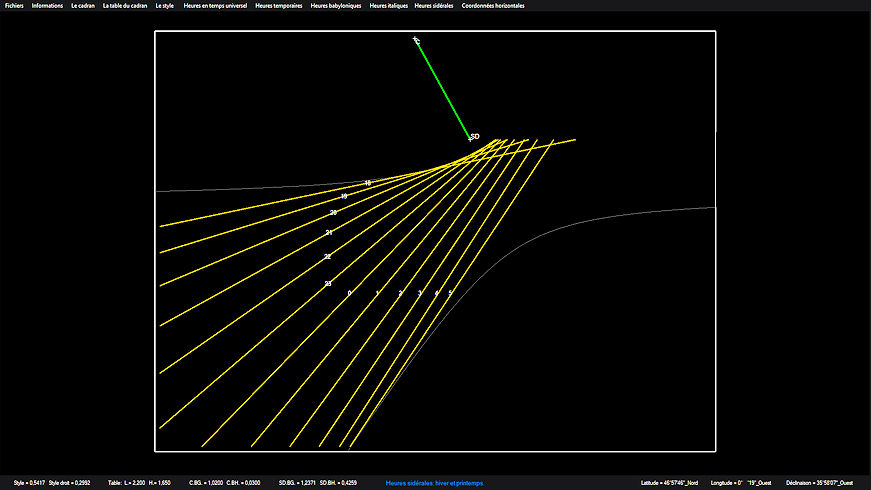 Fichiers Informations Le cadran La table du cadran Le style Heures en temps universel Heures temporaires Heures babyloniques Heures italiques Heures sidérales Coordonnées horizontales
C
SD
18
19
20
21
22
23
0 1 2 3 4 5
Style = 0,5417 Style droit = 0,2992 Table: L = 2,200 H = 1,650 C.BG. = 1,0200 C.BH. = 0,0300 SD.BG. = 1,2371 SD.BH. = 0,4259 Heures sidérales: hiver et printemps Latitude = 46°57'46"_Nord Longitude = 0° '19"_Ouest Déclinaison = 35°58'07"_Ouest